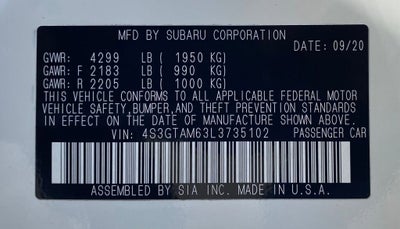 MFD BY SUBARU CORPORATION
DATE: 09/20
GVWR: 4299 LB ( 1950 KG)
GAWR: F 2183 LB ( 990 KG)
GAWR: R 2205 LB ( 1000 KG)
THIS VEHICLE CONFORMS TO ALL APPLICABLE FEDERAL MOTOR
VEHICLE SAFETY, BUMPER, AND THEFT PREVENTION STANDARDS
IN EFFECT ON THE DATE OF MANUFACTURE SHOWN ABOVE.
VIN: 4S3GTAM63L3735102 PASSENGER CAR
ASSEMBLED BY SIA INC. MADE IN U.S.A.